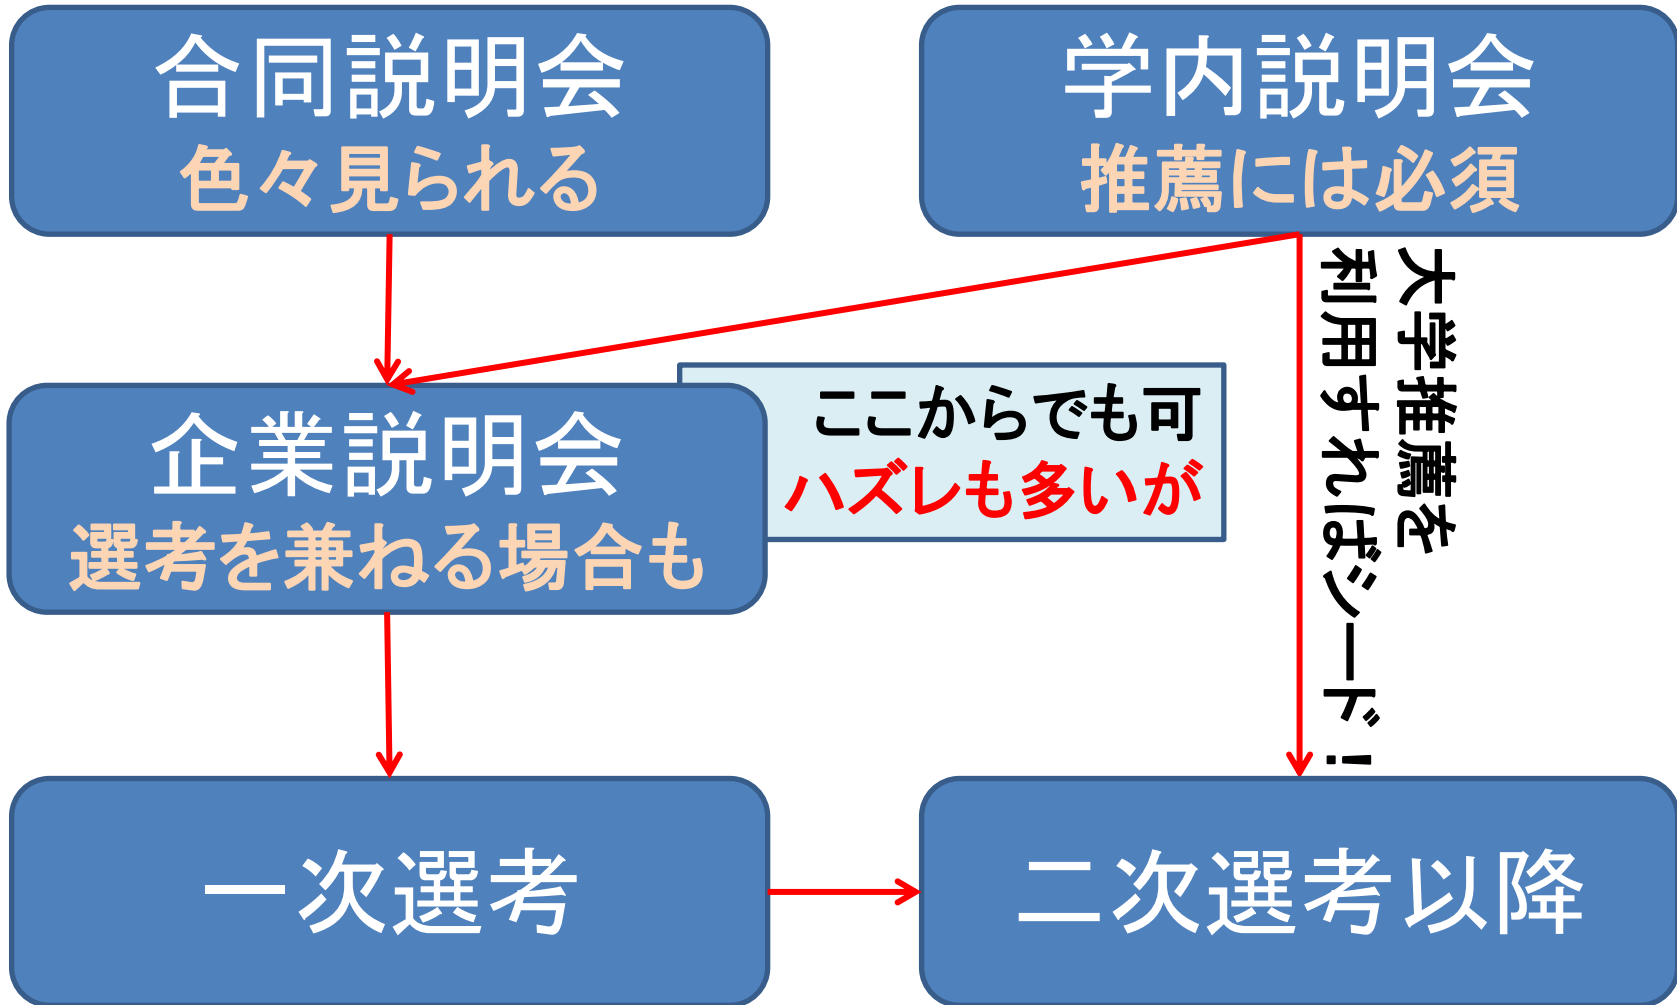 合同説明会
色々見られる
学内説明会
推薦には必須
大学推薦を
利用すればシード！
ここからでも可
ハズレも多いが
企業説明会
選考を兼ねる場合も
一次選考
二次選考以降